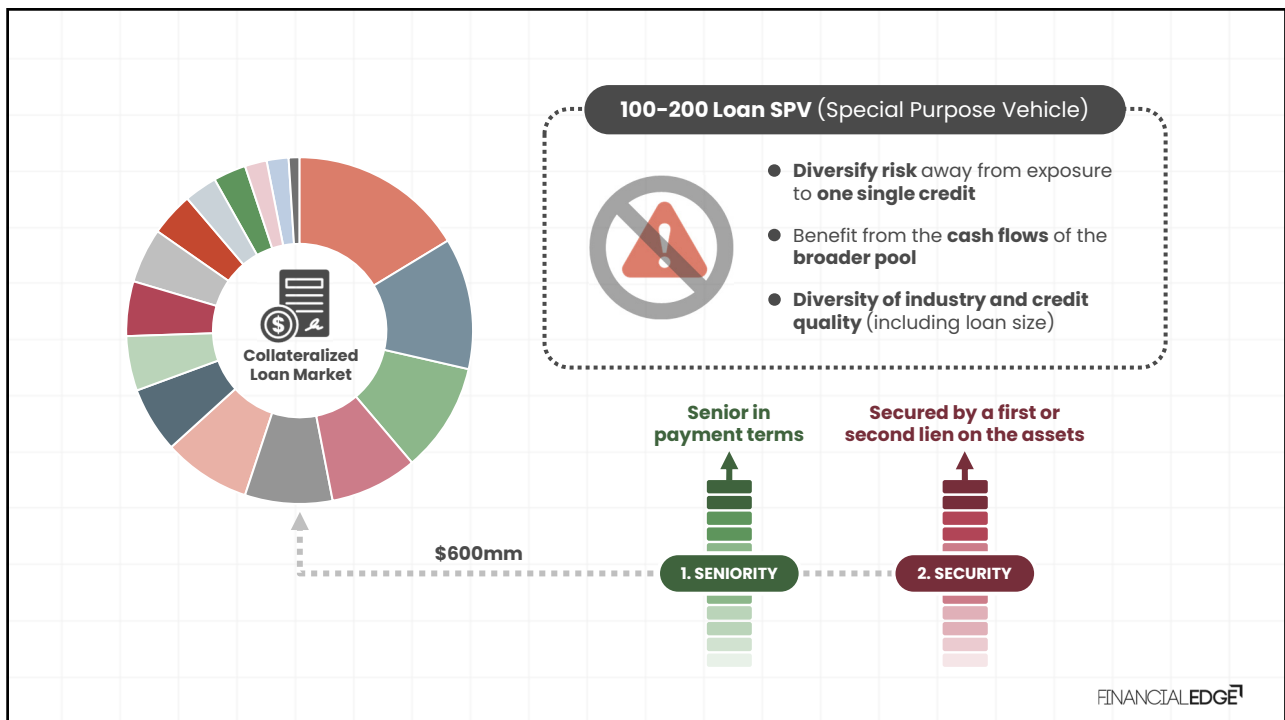 100-200 Loan SPV (Special Purpose Vehicle)
● Diversify risk away from exposure
to one single credit
● Benefit from the cash flows of the
broader pool
● Diversity of industry and credit
quality (including loan size)
$
Collateralized
Loan Market
Senior in
payment terms
Secured by a first or
second lien on the assets
$600mm
1. SENIORITY
2. SECURITY
FINANCIALEDGE